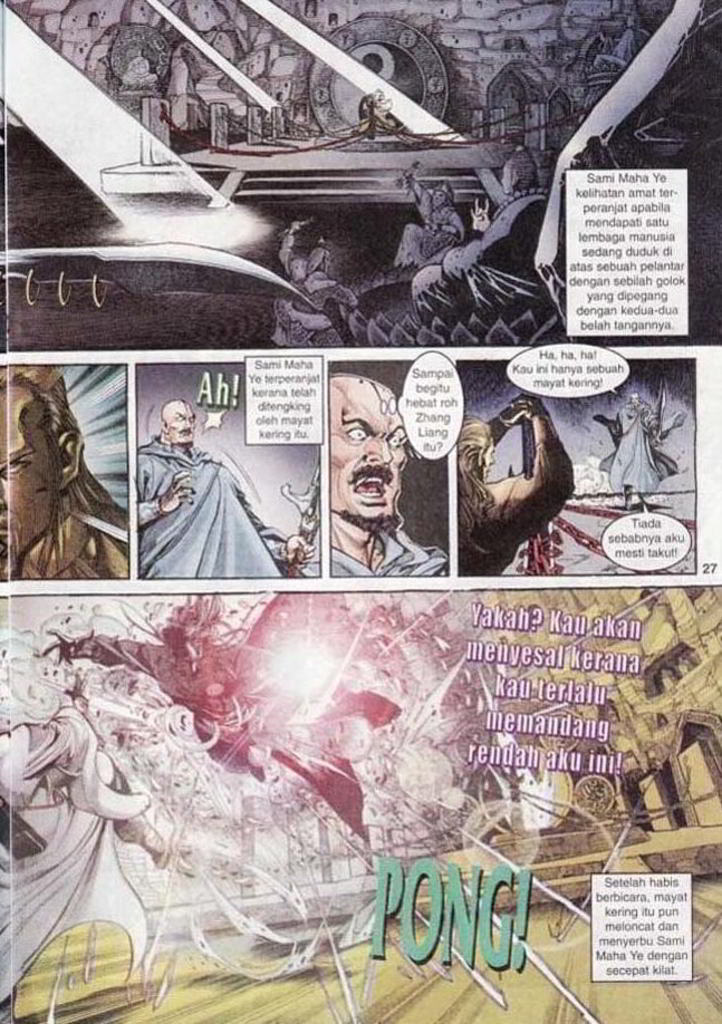 Sami Maha Ye
kelihatan amat ter-
peranjat apabila
mendapati satu
lembaga manusia
sedang duduk di
atas sebuah pelantar
dengan sebilah golok
yang dipegang
dengan kedua-dua
belah tangannya.
Ah!
Sami Maha
Ye terperanjat
kerana telah
ditengking
oleh mayat
kering itu.
Sampai
begitu
hebat roh
Zhang
Liang
itu?
Ha, ha, ha!
Kau ini hanya sebuah
mayat kering!
Tiada
sebabnya aku
mesti takut!
27
Yakah? Kau akan
menyesal kerana
kau terlalu
memandang
rendah aku ini!
PONG!
Setelah habis
berbicara, mayat
kering itu pun
meloncat dan
menyerbu Sami
Maha Ye dengan
secepat kilat.